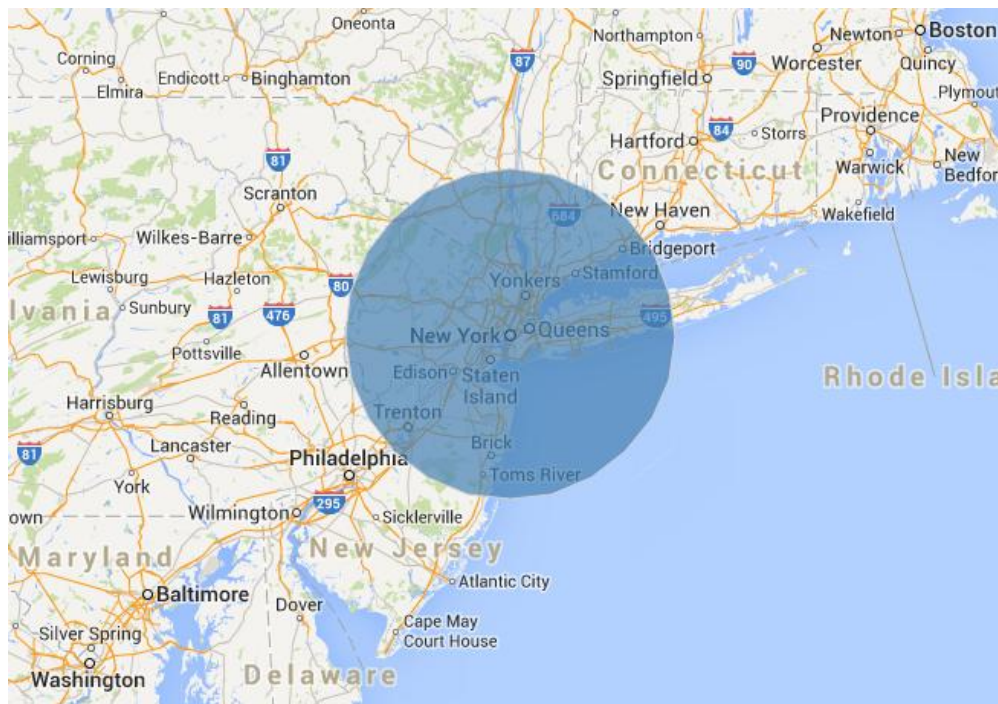 Oneonta
Northampton
Newton
Boston
Corning
87
90
Worcester
Quincy
Endicott
Binghamton
Springfield
Elmira
Plymout
84
Providence
Hartford
Storrs
81
Warwick
New
Bedfor
Connecticut
Scranton
684
New Haven
Wakefield
illiamsport
Wilkes-Barre
Bridgeport
Lewisburg
Hazleton
80
Yonkers
Stamford
lvania
Sunbury
81
476
495
New York
Queens
Pottsville
Allentown
Edison
Staten
Island
Rhode Isla
Harrisburg
Reading
Trenton
81
Lancaster
Brick
Philadelphia
York
Toms River
295
own
Wilmington
Sicklerville
Maryland
New Jersey
Atlantic City
Baltimore
Dover
Cape May
Court House
Silver Spring
Washington
Delaware